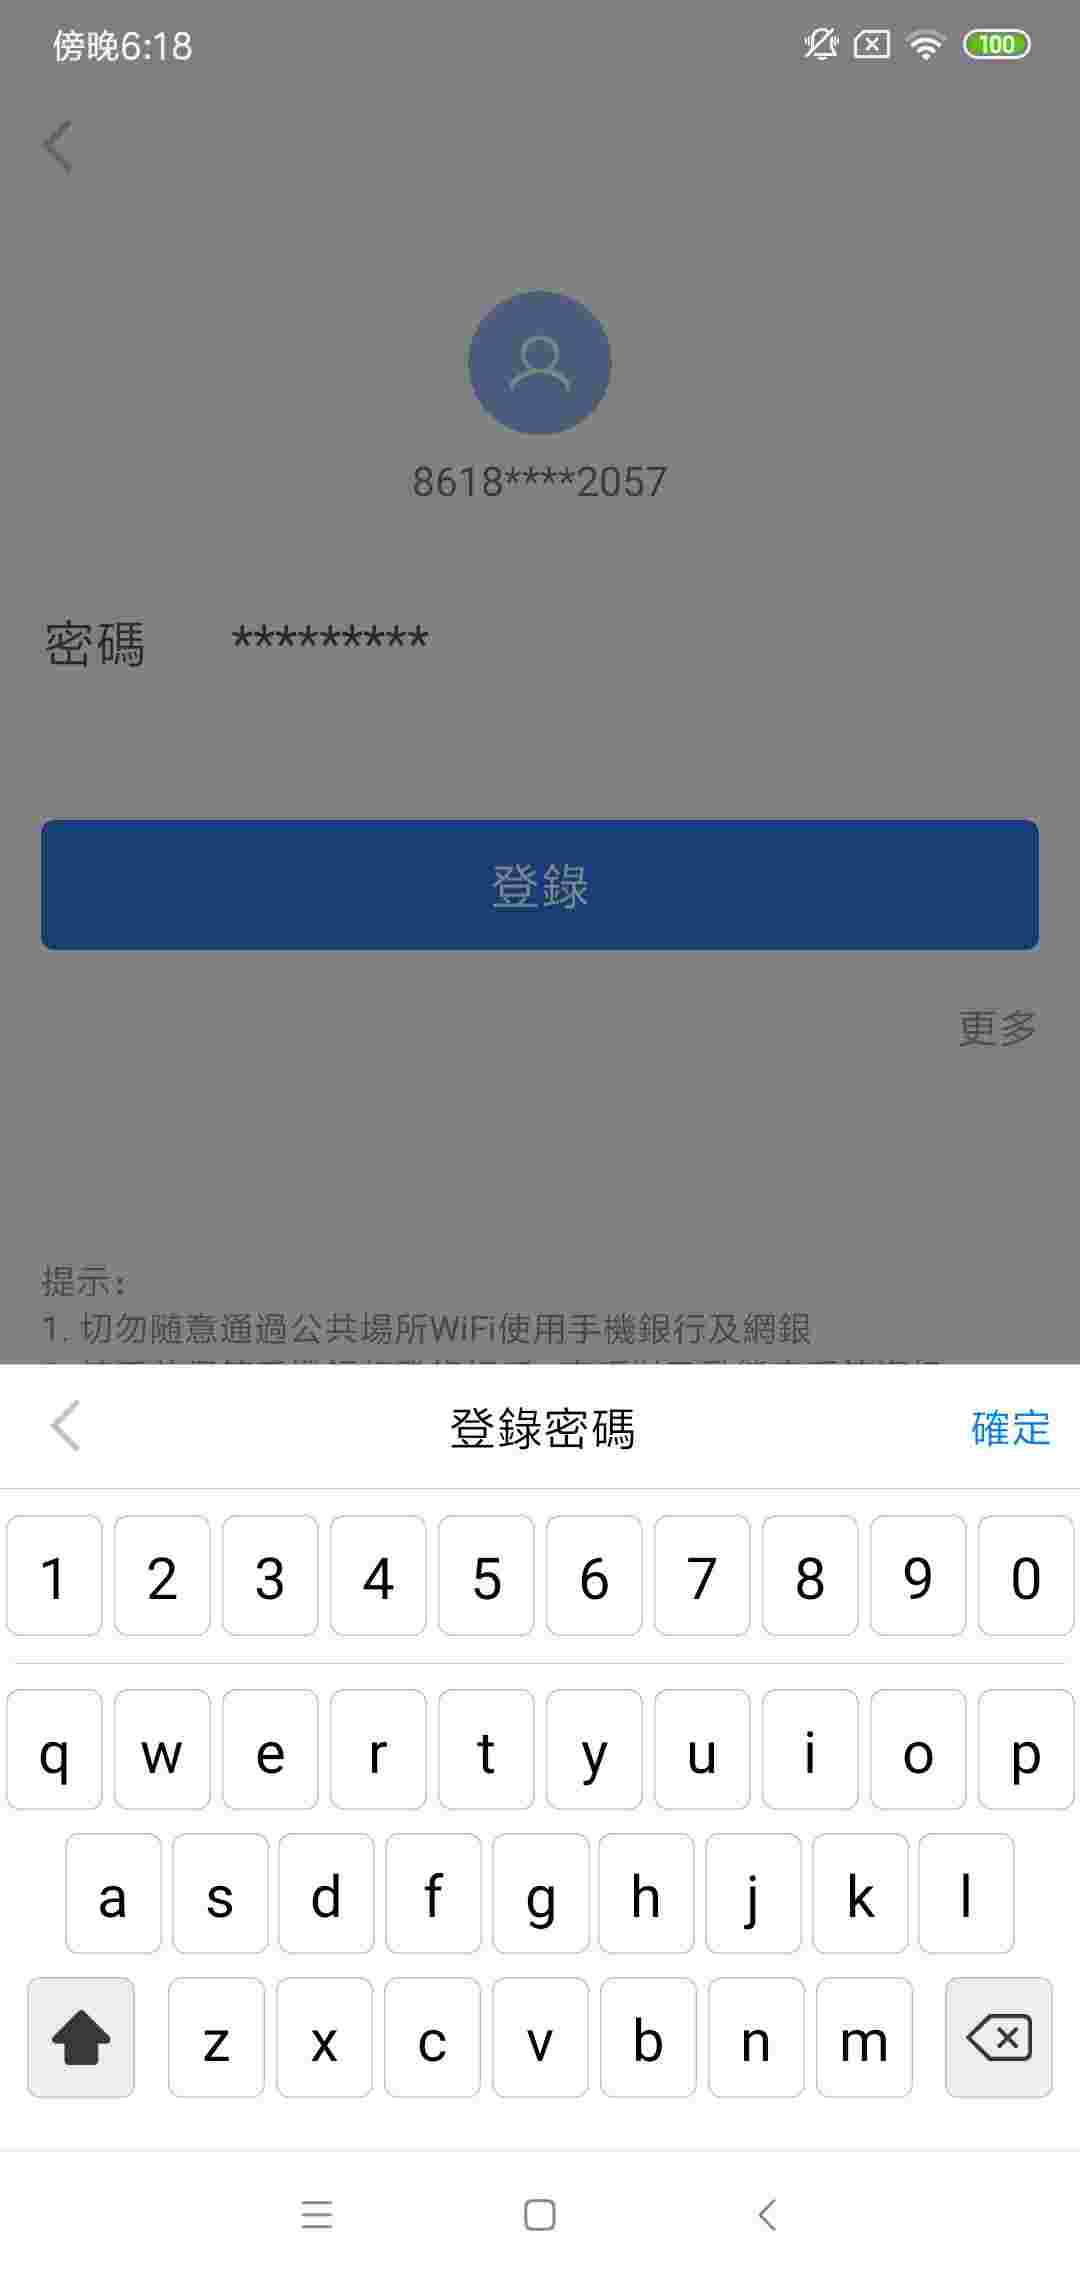 傍晚6:18
100
8618****2057
密碼 *********
登錄
更多
提示:
1. 切勿隨意通過公共場所WiFi使用手機銀行及網銀
登錄密碼
確定
1 2 3 4 5 6 7 8 9 0
q w e r t y u i o p
a s d f g h j k l
z x c v b n m